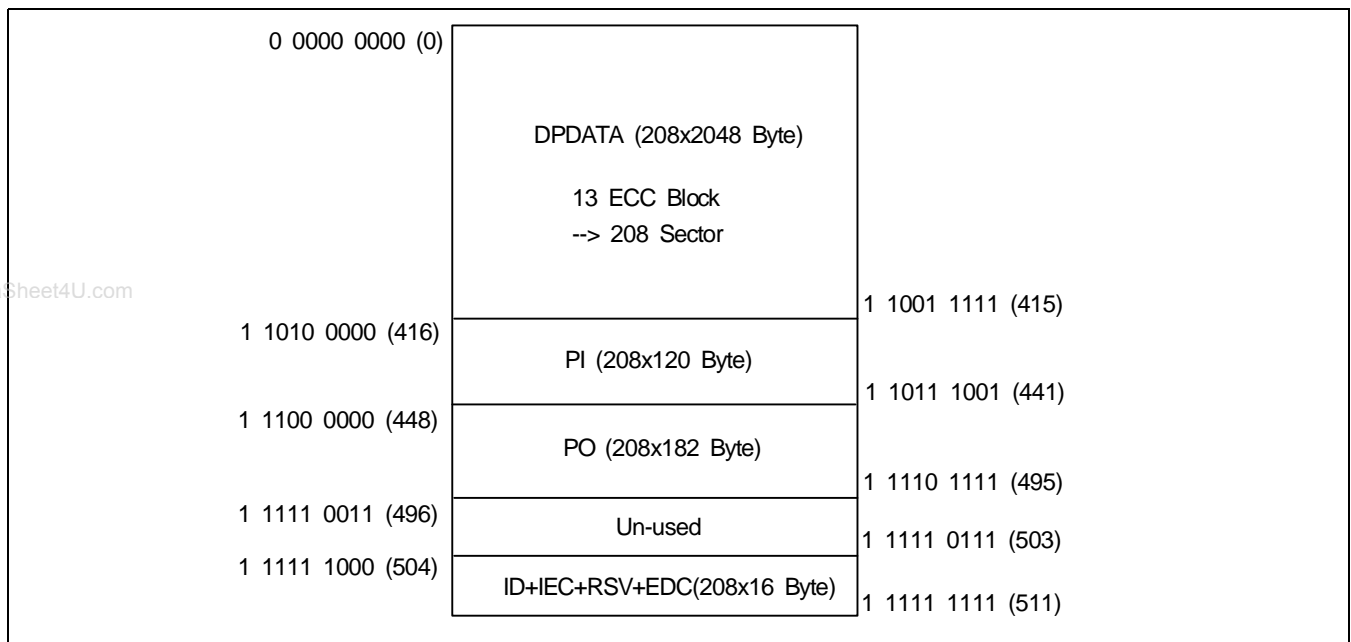 0 0000 0000 (0)
DPDATA (208x2048 Byte)
13 ECC Block
--> 208 Sector
Sheet4U.com
1 1001 1111 (415)
1 1010 0000 (416)
PI (208x120 Byte)
1 1011 1001 (441)
1 1100 0000 (448)
PO (208x182 Byte)
1 1110 1111 (495)
1 1111 0011 (496)
Un-used
1 1111 0111 (503)
1 1111 1000 (504)
ID+IEC+RSV+EDC(208x16 Byte)
1 1111 1111 (511)